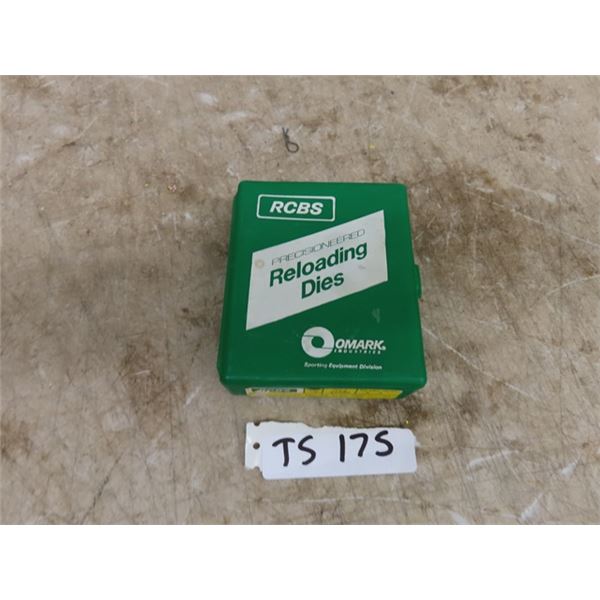 RCBS
PRECISIONEERED
Reloading
Dies
OMARK
INDUSTRIES
Sporting Equipment Division
TS 175